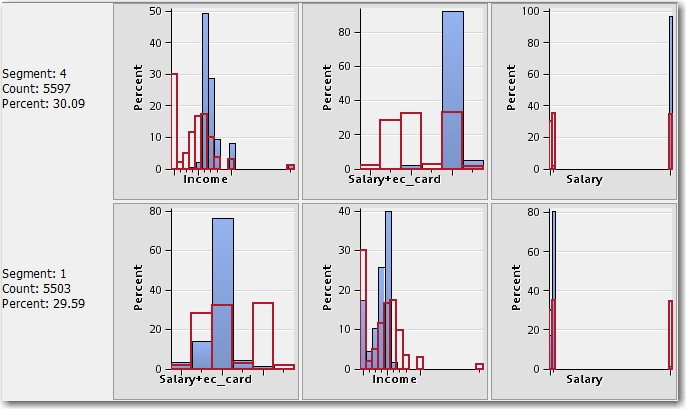 Segment: 4
Count: 5597
Percent: 30.09
Percent
50
40
30
20
10
0
Income
Percent
80
60
40
20
0
Salary+ec_card
Percent
100
80
60
40
20
0
Salary
Segment: 1
Count: 5503
Percent: 29.59
Percent
80
60
40
20
0
Salary+ec_card
Percent
40
30
20
10
0
Income
Percent
80
60
40
20
0
Salary